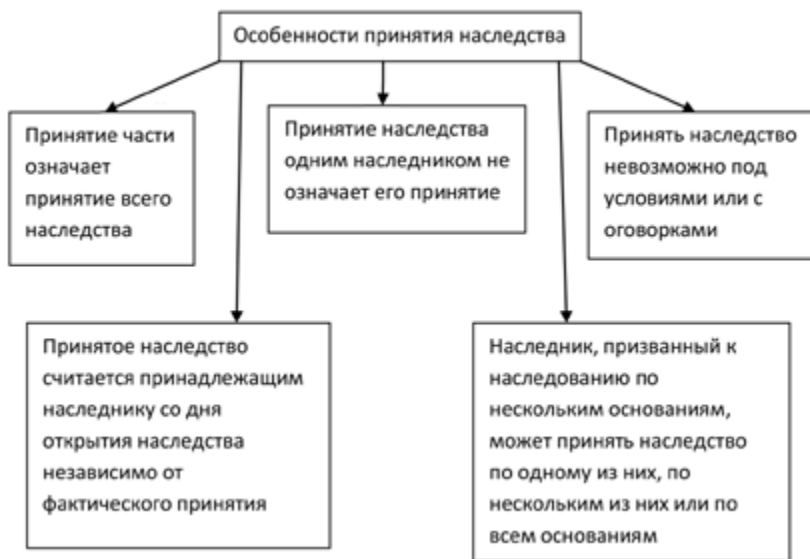 Особенности принятия наследства
Принятие части
означает
принятие всего
наследства
Принятие наследства
одним наследником не
означает его принятие
Принять наследство
невозможно под
условиями или с
оговорками
Принятое наследство
считается принадлежащим
наследнику со дня
открытия наследства
независимо от
фактического принятия
Наследник, призванный к
наследованию по
нескольким основаниям,
может принять наследство
по одному из них, по
нескольким из них или по
всем основаниям